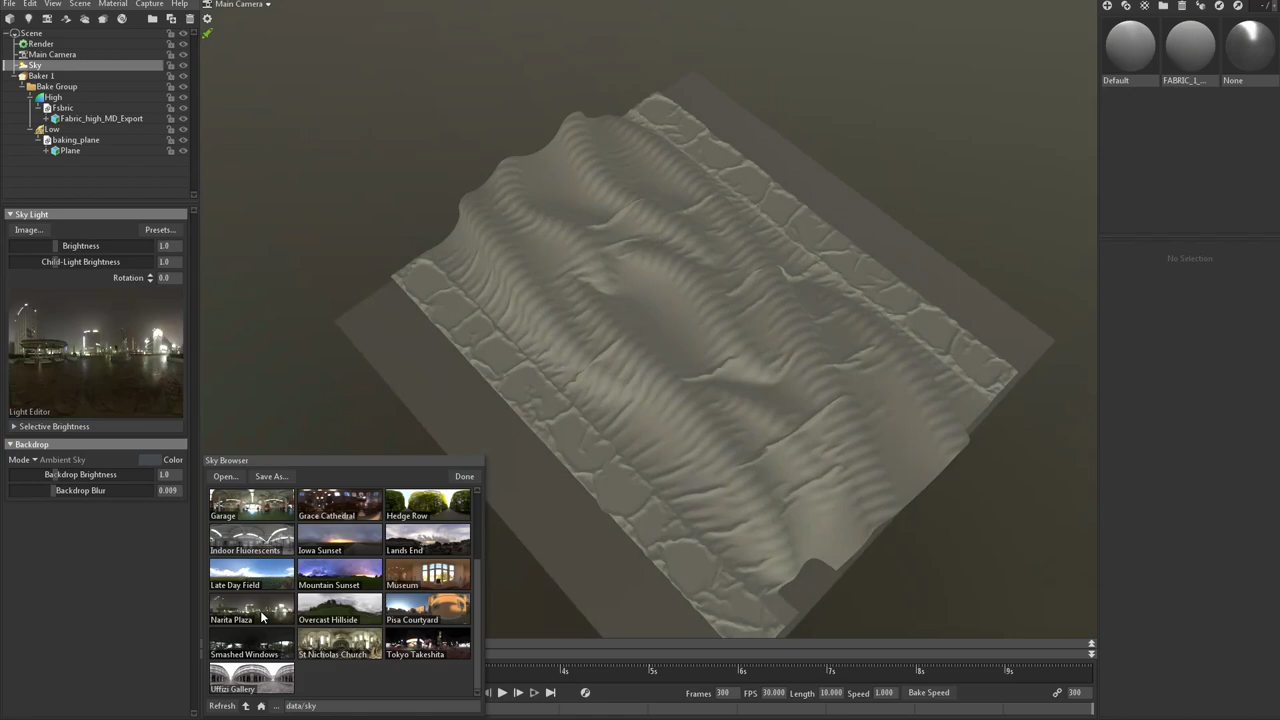 File Edit View Scene Material Capture Help
Main Camera
Scene
Render
Main Camera
Sky
Baker 1
Bake Group
High
Fsbric
Fabric_high_MD_Export
Low
baking_plane
Plane
Default
FABRIC_1_...
None
No Selection
Sky Light
Image...
Presets...
Brightness 1.0
Child-Light Brightness 1.0
Rotation 0.0
Light Editor
Selective Brightness
Backdrop
Mode Ambient Sky Color
Backdrop Brightness 1.0
Backdrop Blur 0.009
Sky Browser
Open... Save As... Done
Garage Grace Cathedral Hedge Row
Indoor Fluorescents Iowa Sunset Lands End
Late Day Field Mountain Sunset Museum
Narita Plaza Overcast Hillside Pisa Courtyard
Smashed Windows St Nicholas Church Tokyo Takeshita
Uffizi Gallery
Refresh ... data/sky
4s 5s 6s 7s 8s 9s
Frames 300 FPS 30.000 Length 10.000 Speed 1.000 Bake Speed 300